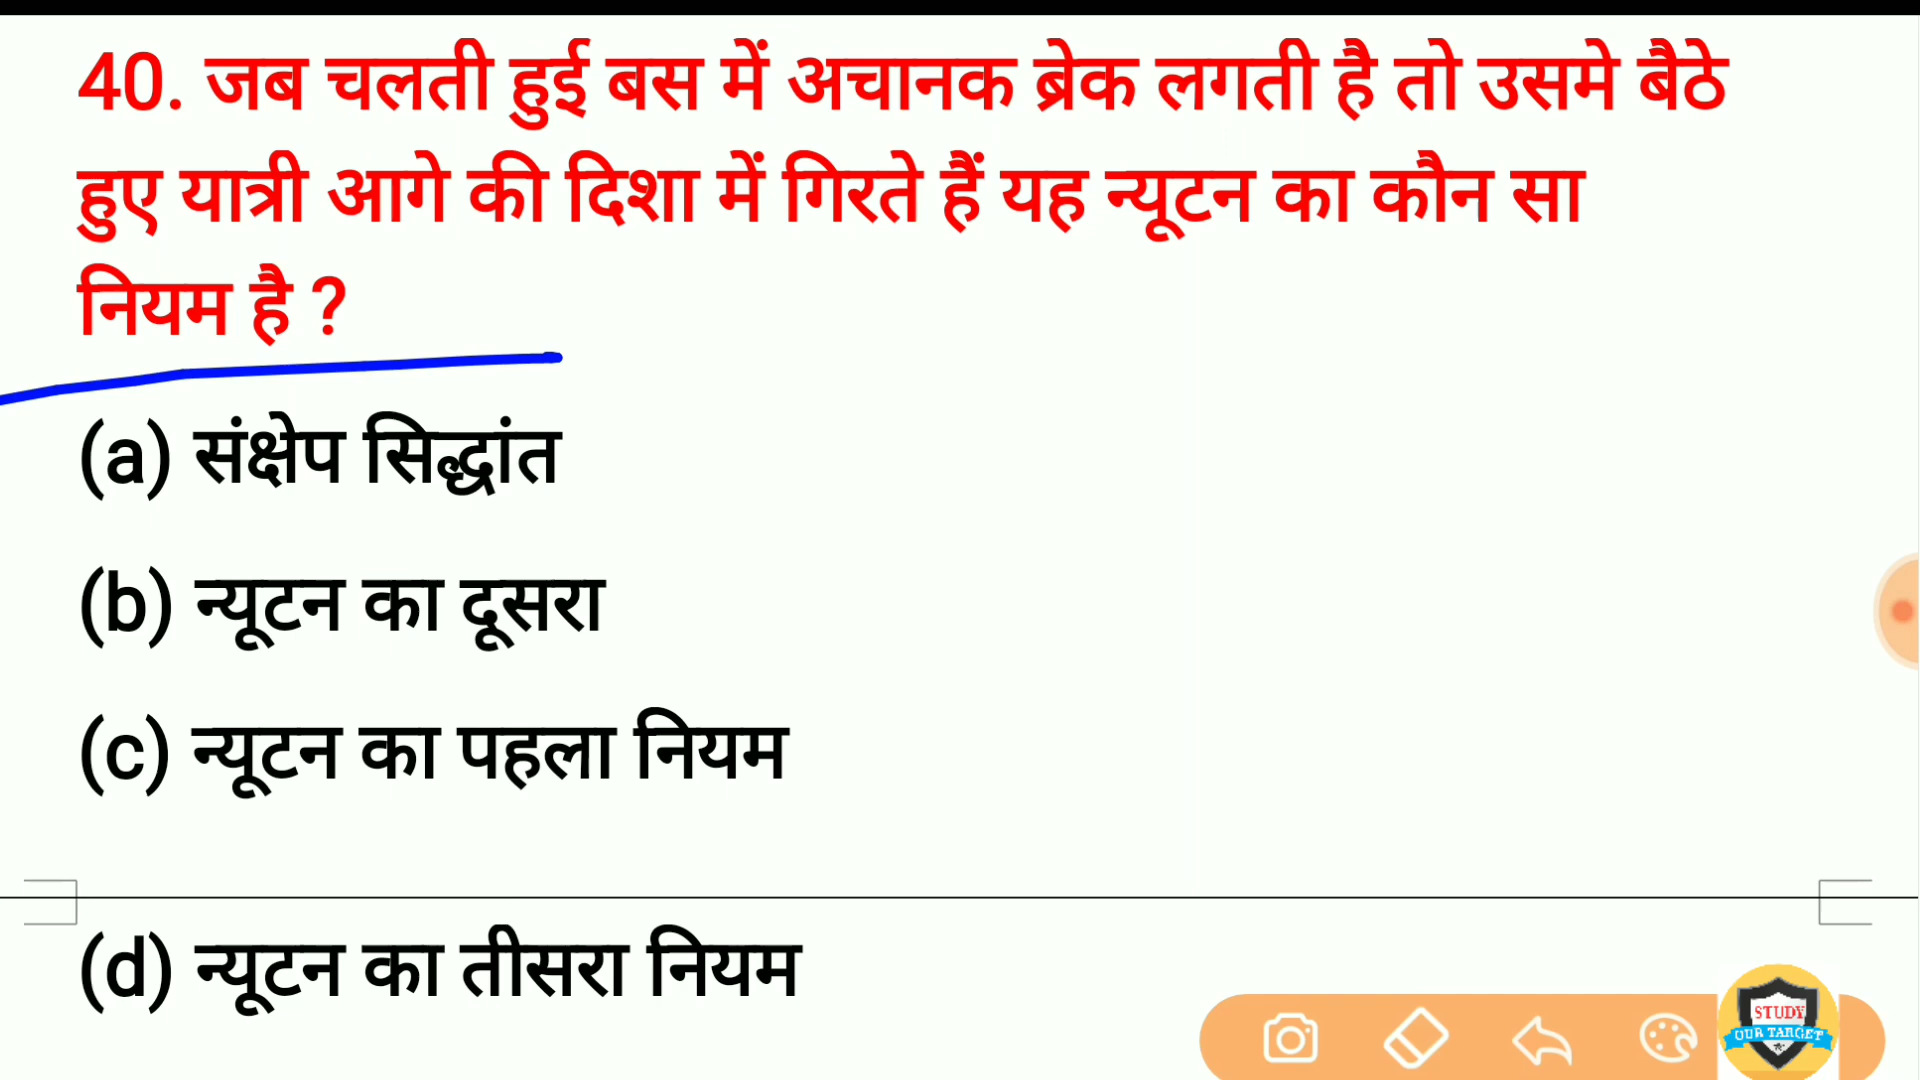 40. जब चलती हुई बस में अचानक ब्रेक लगती है तो उसमे बैठे
हुए यात्री आगे की दिशा में गिरते हैं यह न्यूटन का कौन सा
नियम है ?
(a) संक्षेप सिद्धांत
(b) न्यूटन का दूसरा
(c) न्यूटन का पहला नियम
(d) न्यूटन का तीसरा नियम
STUDY
OUR TARGET